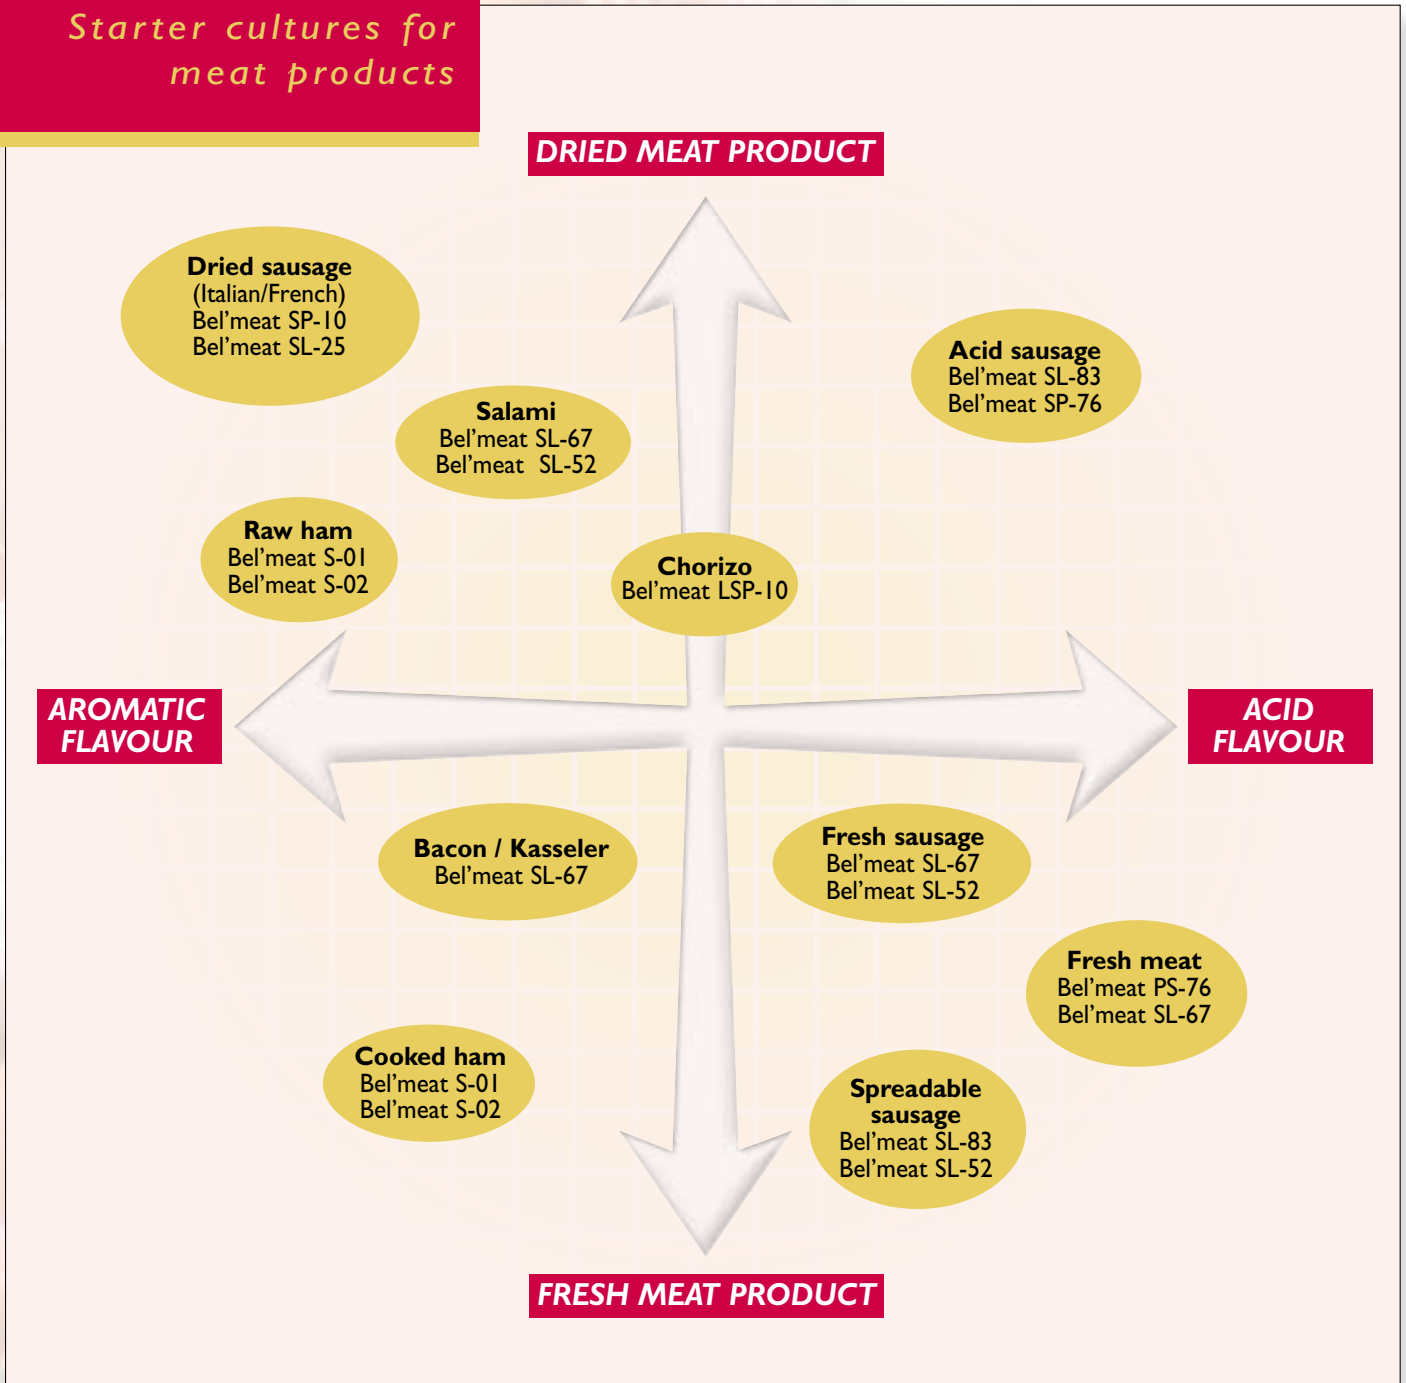 Starter cultures for
meat products
DRIED MEAT PRODUCT
Dried sausage
(Italian/French)
Bel'meat SP-10
Bel'meat SL-25
Acid sausage
Bel'meat SL-83
Bel'meat SP-76
Salami
Bel'meat SL-67
Bel'meat SL-52
Raw ham
Bel'meat S-01
Bel'meat S-02
Chorizo
Bel'meat LSP-10
AROMATIC
FLAVOUR
ACID
FLAVOUR
Bacon / Kasseler
Bel'meat SL-67
Fresh sausage
Bel'meat SL-67
Bel'meat SL-52
Fresh meat
Bel'meat PS-76
Bel'meat SL-67
Cooked ham
Bel'meat S-01
Bel'meat S-02
Spreadable
sausage
Bel'meat SL-83
Bel'meat SL-52
FRESH MEAT PRODUCT